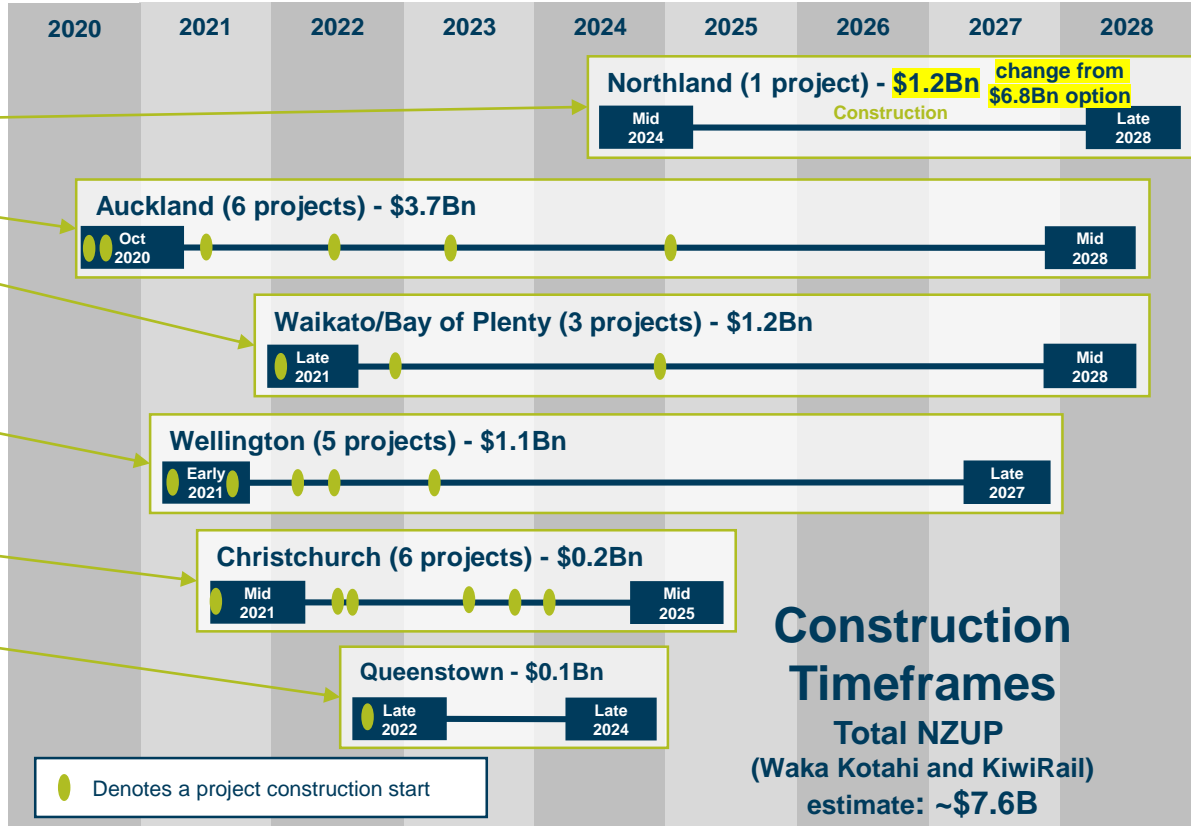 2020 2021 2022 2023 2024 2025 2026 2027 2028
Northland (1 project) - $1.2Bn change from
$6.8Bn option
Construction
Mid
2024
Late
2028
Auckland (6 projects) - $3.7Bn
Oct
2020
Mid
2028
Waikato/Bay of Plenty (3 projects) - $1.2Bn
Late
2021
Mid
2028
Wellington (5 projects) - $1.1Bn
Early
2021
Late
2027
Christchurch (6 projects) - $0.2Bn
Mid
2021
Mid
2025
Queenstown - $0.1Bn
Late
2022
Late
2024
Construction
Timeframes
Total NZUP
(Waka Kotahi and KiwiRail)
estimate: ~$7.6B
Denotes a project construction start